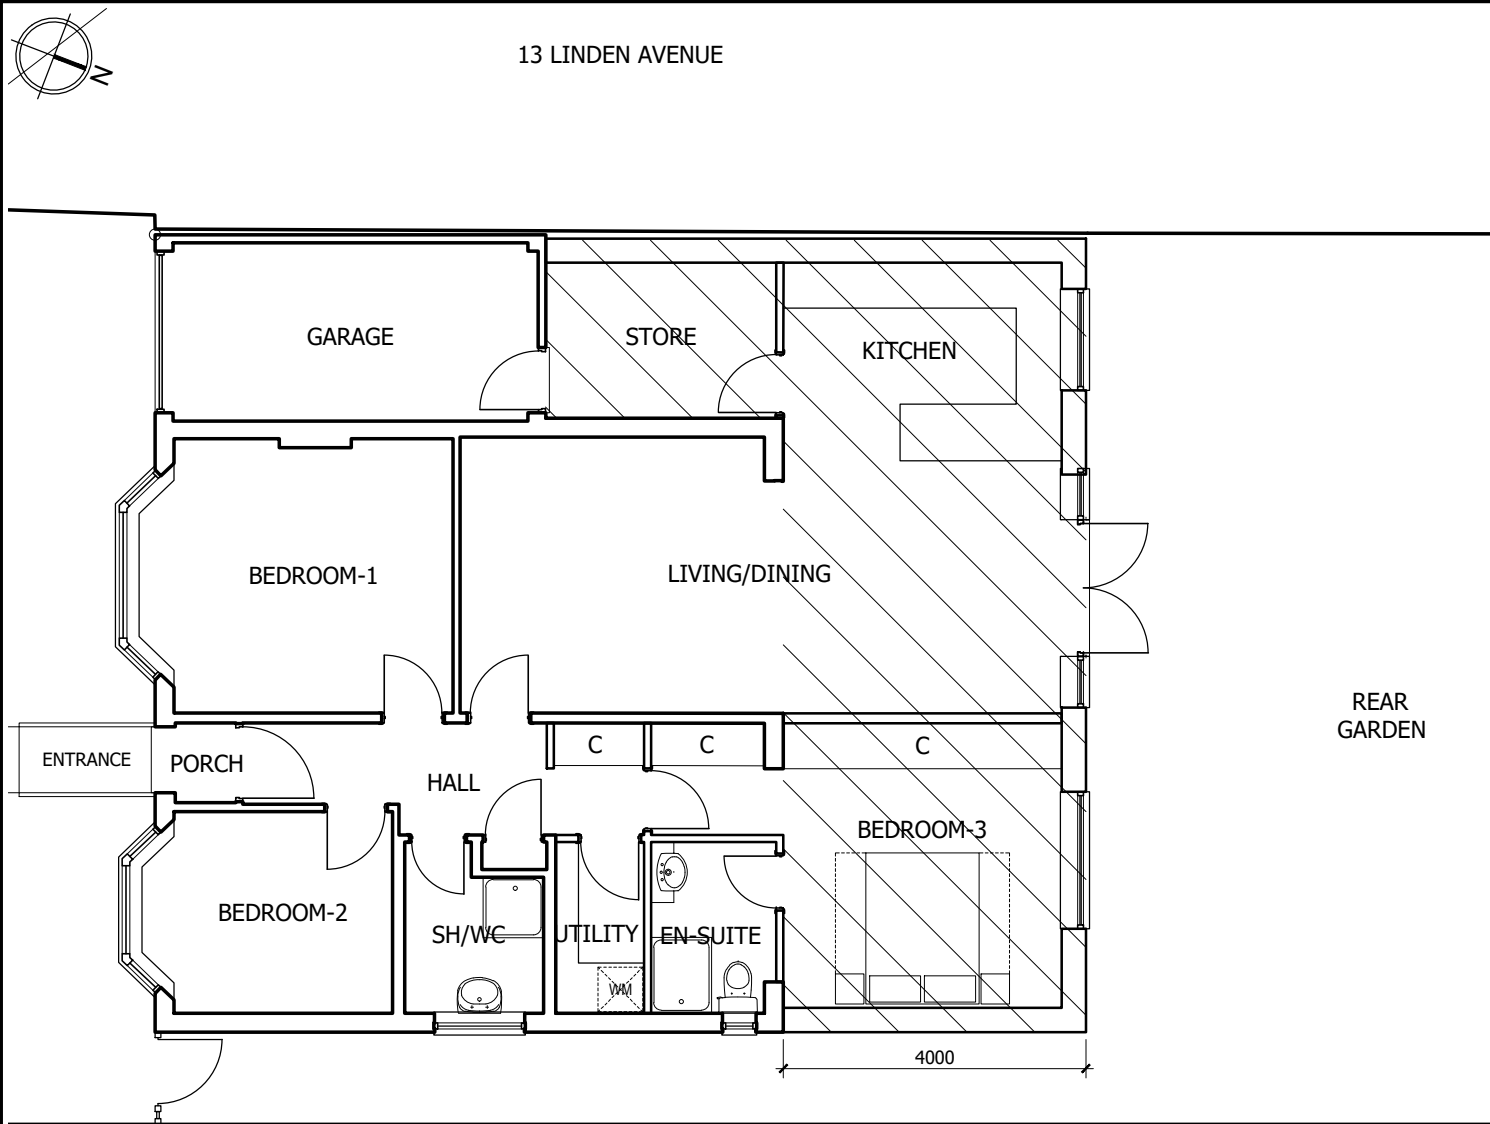 13 LINDEN AVENUE
N
GARAGE
STORE
KITCHEN
BEDROOM-1
LIVING/DINING
REAR
GARDEN
ENTRANCE
PORCH
HALL
C
C
C
BEDROOM-3
BEDROOM-2
SH/WC
UTILITY
EN-SUITE
WM
4000